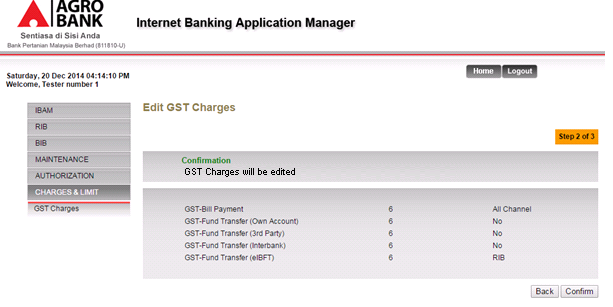 AGRO
BANK
Sentiasa di Sisi Anda
Bank Pertanian Malaysia Berhad (811810-U)
Internet Banking Application Manager
Saturday, 20 Dec 2014 04:14:10 PM
Welcome, Tester number 1
Home Logout
IBAM
RIB
BIB
MAINTENANCE
AUTHORIZATION
CHARGES & LIMIT
GST Charges
Edit GST Charges
Step 2 of 3
Confirmation
GST Charges will be edited
GST-Bill Payment 6 All Channel
GST-Fund Transfer (Own Account) 6 No
GST-Fund Transfer (3rd Party) 6 No
GST-Fund Transfer (Interbank) 6 No
GST-Fund Transfer (eIBFT) 6 RIB
Back Confirm